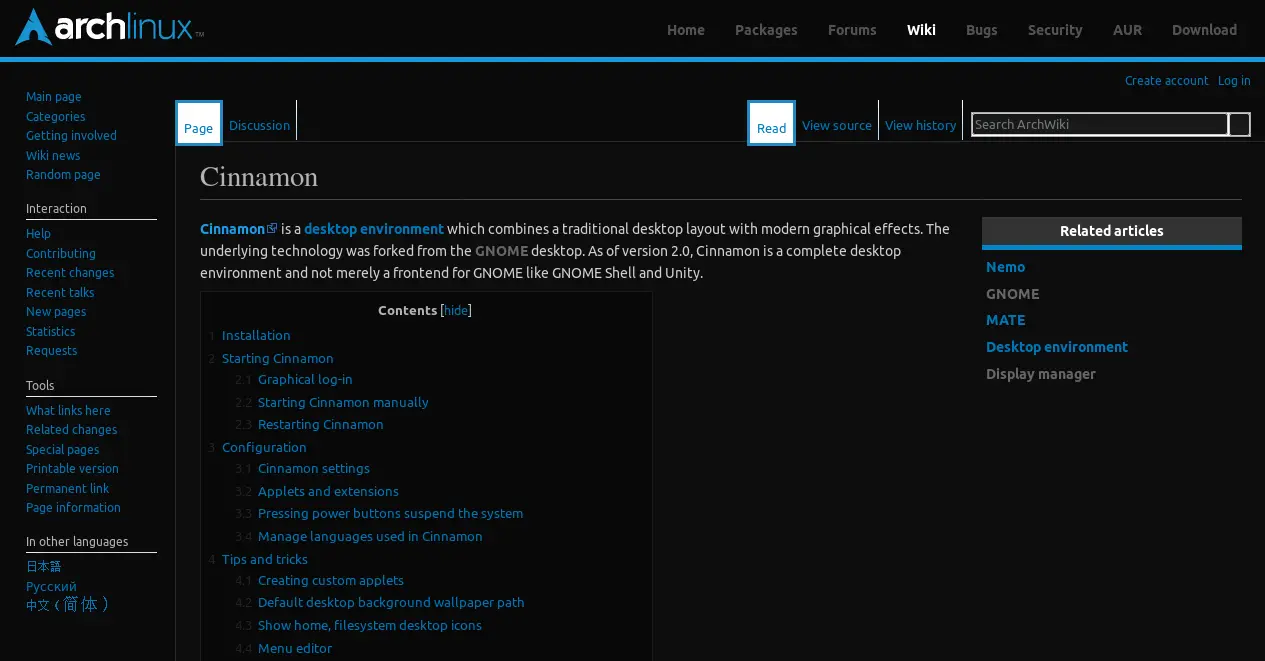 archlinux™
Home Packages Forums Wiki Bugs Security AUR Download
Create account Log in
Main page
Categories
Getting involved
Wiki news
Random page
Interaction
Help
Contributing
Recent changes
Recent talks
New pages
Statistics
Requests
Tools
What links here
Related changes
Special pages
Printable version
Permanent link
Page information
In other languages
日本語
Русский
中文（简体）
Page Discussion
Read View source View history
Search ArchWiki
Cinnamon
Cinnamon is a desktop environment which combines a traditional desktop layout with modern graphical effects. The
underlying technology was forked from the GNOME desktop. As of version 2.0, Cinnamon is a complete desktop
environment and not merely a frontend for GNOME like GNOME Shell and Unity.
Contents [hide]
1 Installation
2 Starting Cinnamon
2.1 Graphical log-in
2.2 Starting Cinnamon manually
2.3 Restarting Cinnamon
3 Configuration
3.1 Cinnamon settings
3.2 Applets and extensions
3.3 Pressing power buttons suspend the system
3.4 Manage languages used in Cinnamon
4 Tips and tricks
4.1 Creating custom applets
4.2 Default desktop background wallpaper path
4.3 Show home, filesystem desktop icons
4.4 Menu editor
Related articles
Nemo
GNOME
MATE
Desktop environment
Display manager